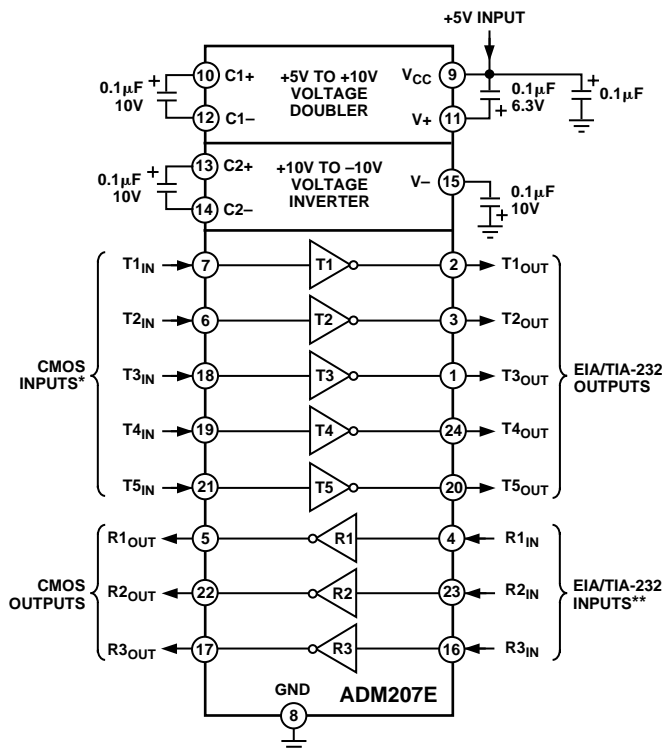 +5V INPUT
0.1µF
10V
10
C1+
12
C1–
+5V TO +10V
VOLTAGE
DOUBLER
VCC
9
V+
11
0.1µF
6.3V
0.1µF
0.1µF
10V
13
C2+
14
C2–
+10V TO –10V
VOLTAGE
INVERTER
V–
15
0.1µF
10V
CMOS
INPUTS*
T1IN 7 T1 2 T1OUT
T2IN 6 T2 3 T2OUT
T3IN 18 T3 1 T3OUT
T4IN 19 T4 24 T4OUT
T5IN 21 T5 20 T5OUT
EIA/TIA-232
OUTPUTS
CMOS
OUTPUTS
R1OUT 5 R1 4 R1IN
R2OUT 22 R2 23 R2IN
R3OUT 17 R3 16 R3IN
EIA/TIA-232
INPUTS**
GND
8
ADM207E